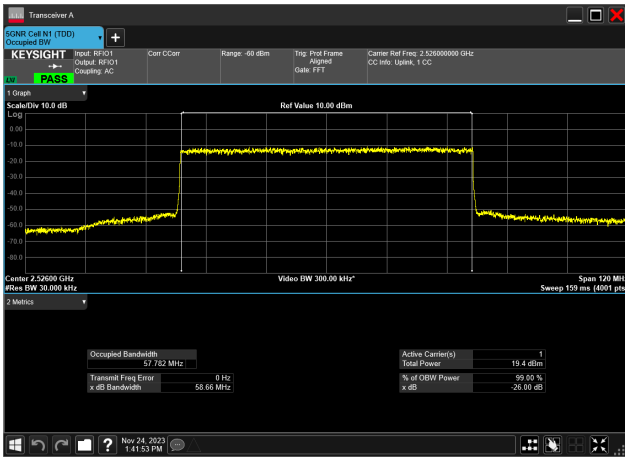 Transceiver A
5GNR Cell N1 (TDD)
Occupied BW
KEYSIGHT
LXI
PASS
Input: RFIO1
Output: RFIO1
Coupling: AC
Corr CCorr
Range: -60 dBm
Trig: Prot Frame
Aligned
Gate: FFT
Carrier Ref Freq: 2.526000000 GHz
CC Info: Uplink, 1 CC
1 Graph
Scale/Div 10.0 dB
Ref Value 10.00 dBm
Log
0.00
-10.0
-20.0
-30.0
-40.0
-50.0
-60.0
-70.0
-80.0
Center 2.52600 GHz
Video BW 300.00 kHz*
Span 120 MHz
#Res BW 30.000 kHz
Sweep 159 ms (4001 pts)
2 Metrics
Occupied Bandwidth
57.782 MHz
Transmit Freq Error 0 Hz
x dB Bandwidth 58.66 MHz
Active Carrier(s) 1
Total Power 19.4 dBm
% of OBW Power 99.00 %
x dB -26.00 dB
?
Nov 24, 2023
1:41:53 PM